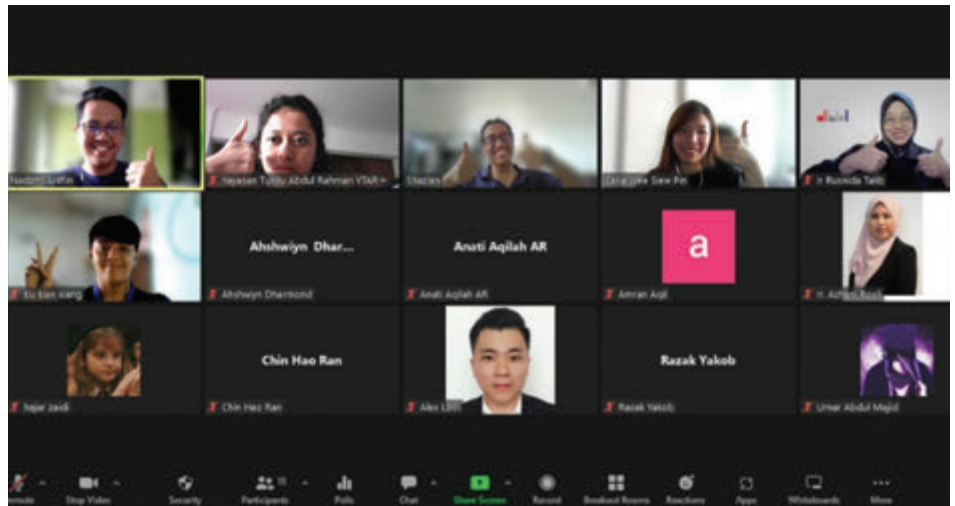 Yayasan Tunku Abdul Rahman YTAR
Shazlan
Ir Rusnida Talib
Ahshwiyn Dhar...
Anati Aqilah AR
a
Ahshwiyn Dharmond
Anati Aqilah AR
Amran Aqil
hajar zaidi
Chin Hao Ran
Razak Yakob
Chin Hao Ran
Alex
Razak Yakob
Umar Abdul Majid
Stop Video
Security
Participants
15
Polls
Chat
Share Screen
Record
Breakout Rooms
Reactions
Apps
Whiteboards
More